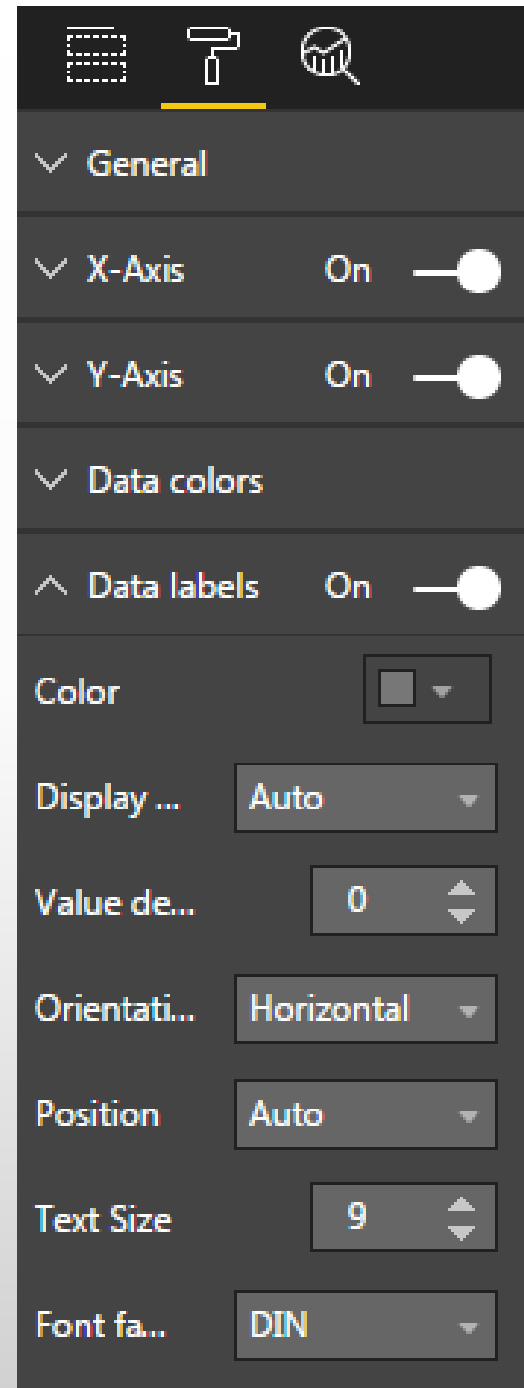 General
X-Axis On
Y-Axis On
Data colors
Data labels On
Color
Display ... Auto
Value de... 0
Orientati... Horizontal
Position Auto
Text Size 9
Font fa... DIN